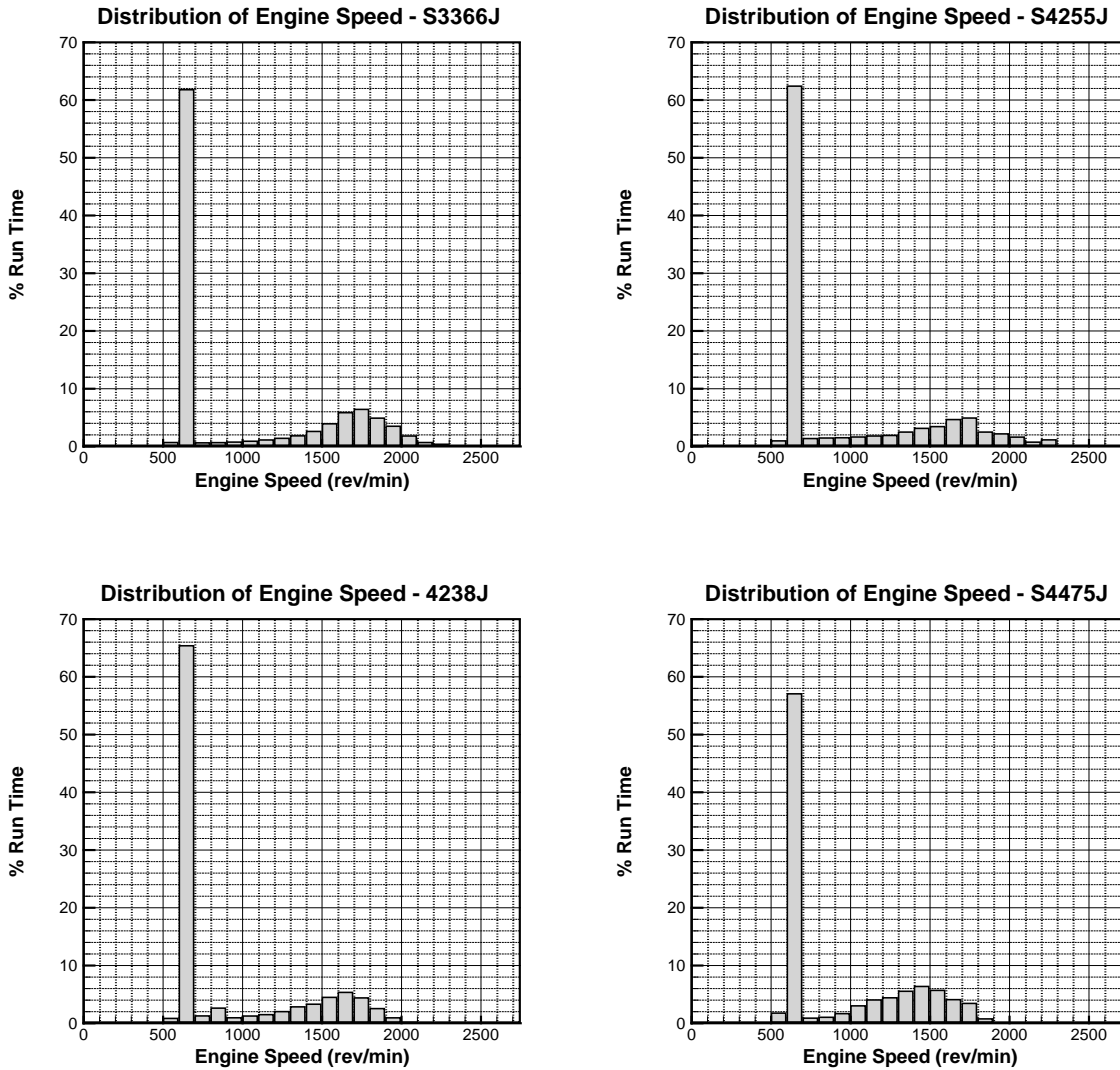 Distribution of Engine Speed - S3366J
70
60
50
40
30
20
10
0
% Run Time
0 500 1000 1500 2000 2500
Engine Speed (rev/min)
Distribution of Engine Speed - S4255J
70
60
50
40
30
20
10
0
% Run Time
0 500 1000 1500 2000 2500
Engine Speed (rev/min)
Distribution of Engine Speed - 4238J
70
60
50
40
30
20
10
0
% Run Time
0 500 1000 1500 2000 2500
Engine Speed (rev/min)
Distribution of Engine Speed - S4475J
70
60
50
40
30
20
10
0
% Run Time
0 500 1000 1500 2000 2500
Engine Speed (rev/min)